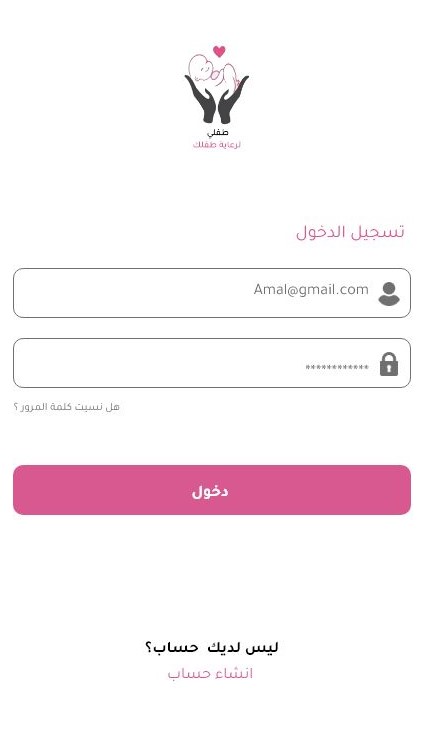 طفلي
لرعاية طفلك
تسجيل الدخول
Amal@gmail.com
************
هل نسيت كلمة المرور ؟
دخول
ليس لديك حساب؟
انشاء حساب